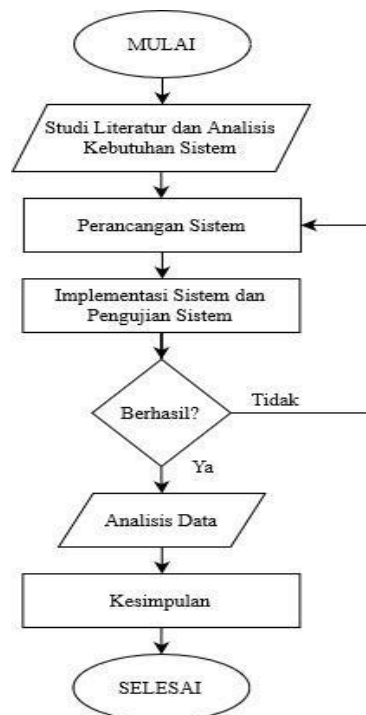 MULAI
Studi Literatur dan Analisis
Kebutuhan Sistem
Perancangan Sistem
Implementasi Sistem dan
Pengujian Sistem
Berhasil?
Tidak
Ya
Analisis Data
Kesimpulan
SELESAI